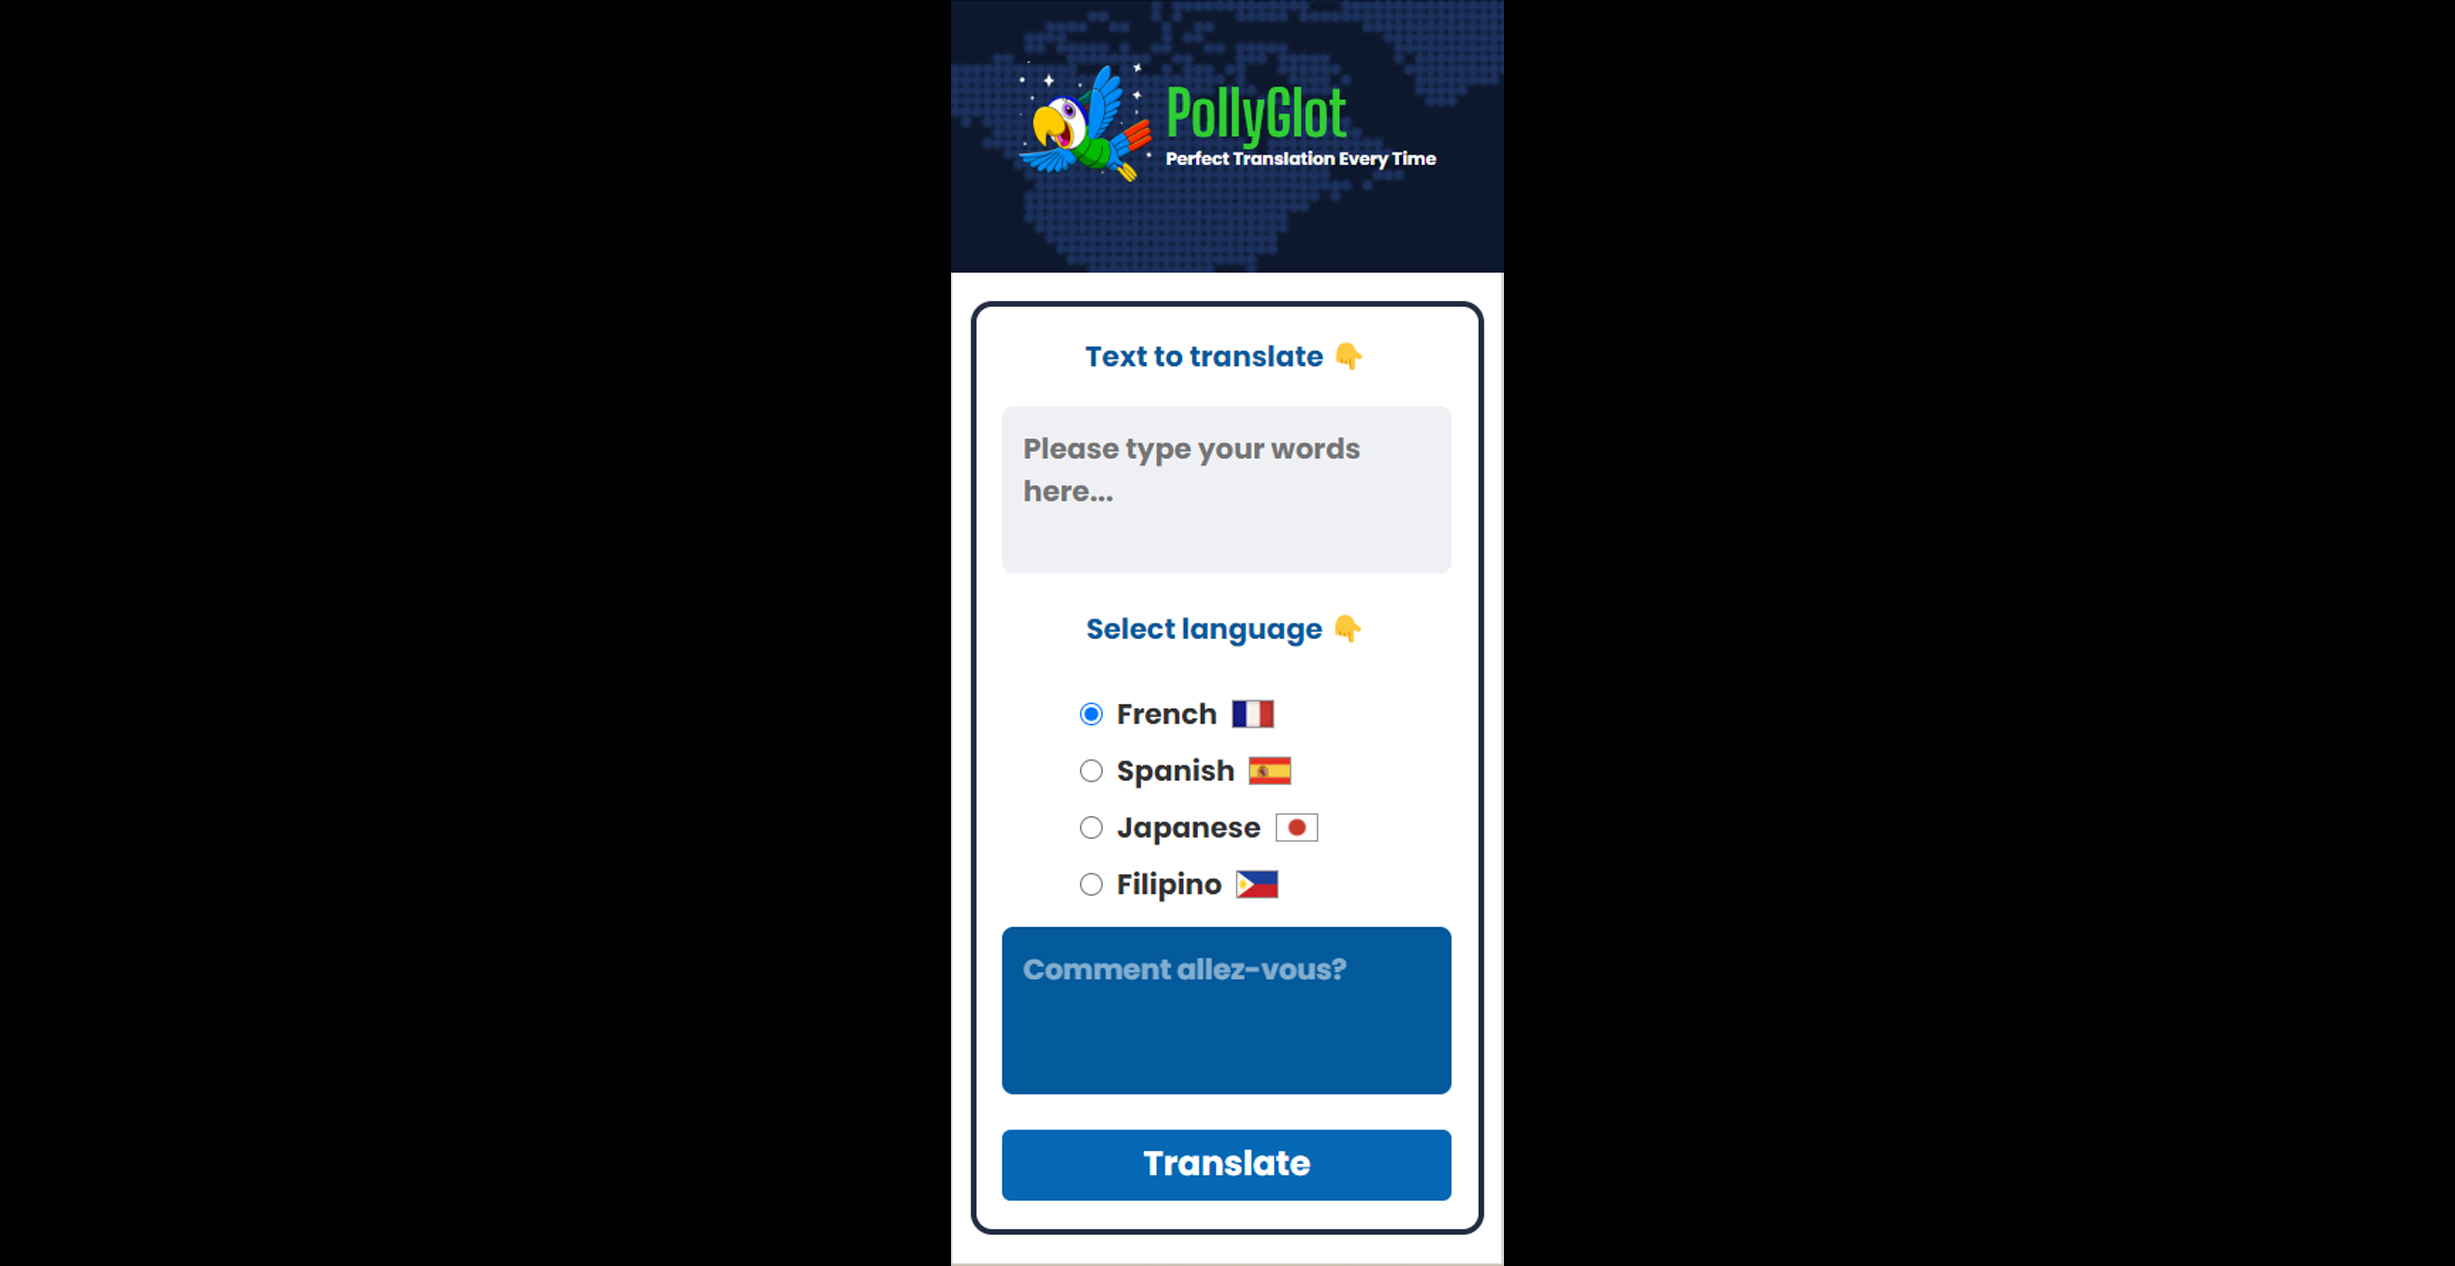 PollyGlot
Perfect Translation Every Time
Text to translate 👇
Please type your words
here...
Select language 👇
French
Spanish
Japanese
Filipino
Comment allez-vous?
Translate